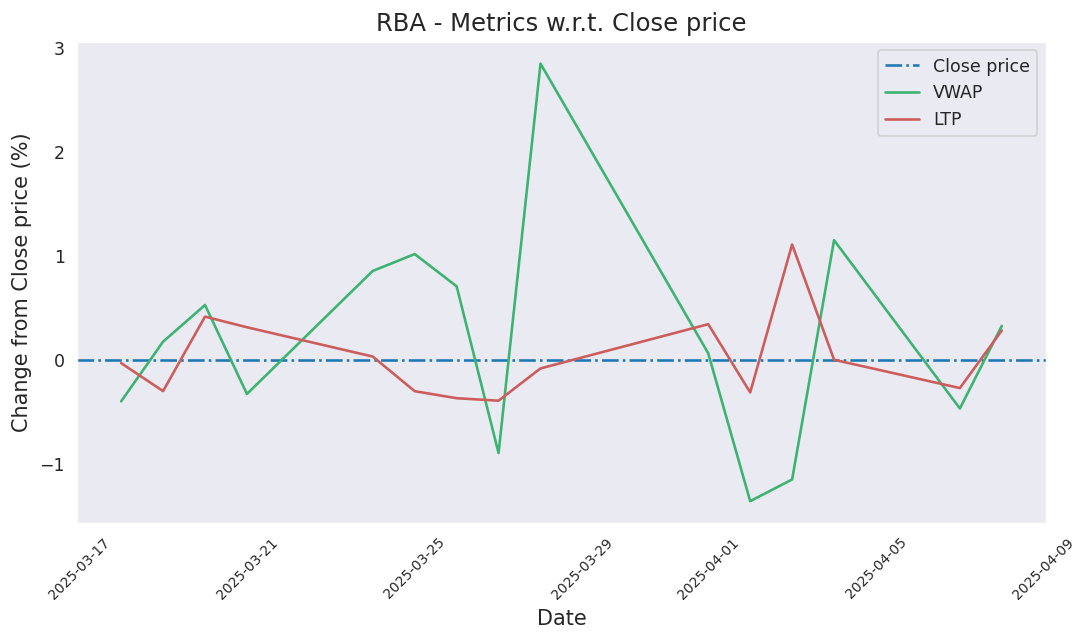 RBA - Metrics w.r.t. Close price
Close price
VWAP
LTP
Change from Close price (%)
3
2
1
0
−1
2025-03-17
2025-03-21
2025-03-25
2025-03-29
2025-04-01
2025-04-05
2025-04-09
Date